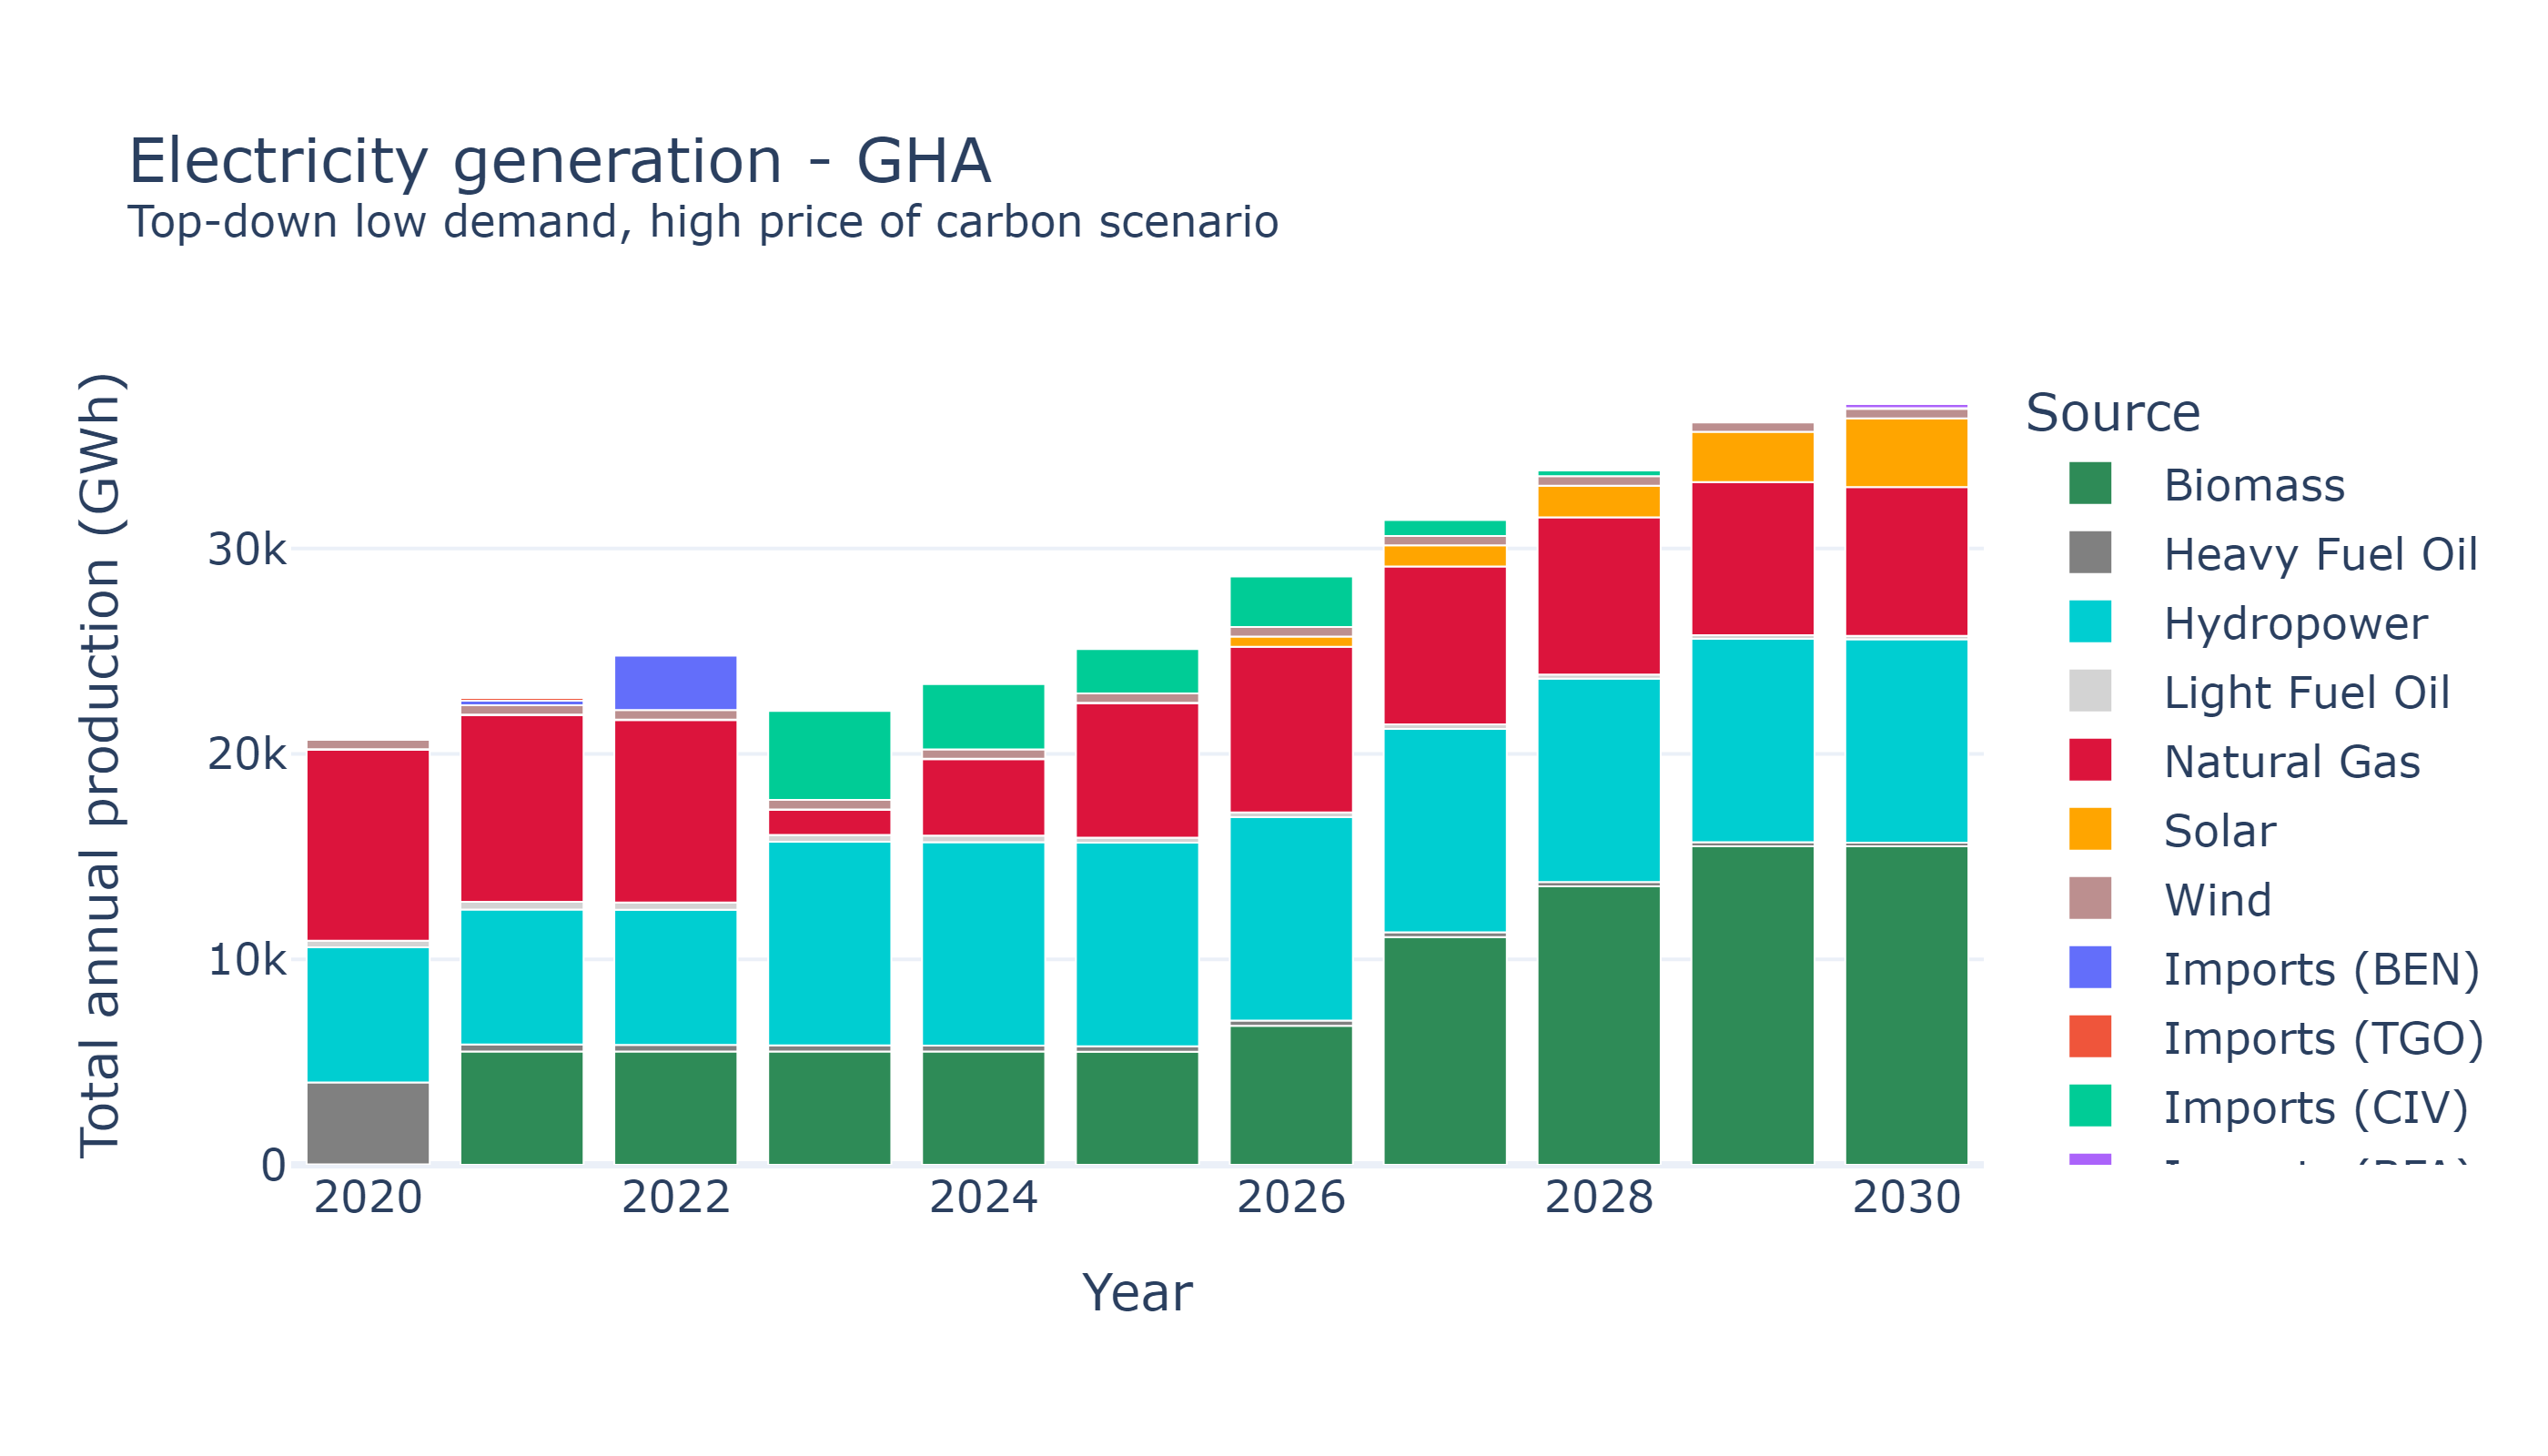 Electricity generation - GHA
Top-down low demand, high price of carbon scenario
Total annual production (GWh)
30k
20k
10k
0
2020
2022
2024
2026
2028
2030
Year
Source
Biomass
Heavy Fuel Oil
Hydropower
Light Fuel Oil
Natural Gas
Solar
Wind
Imports (BEN)
Imports (TGO)
Imports (CIV)